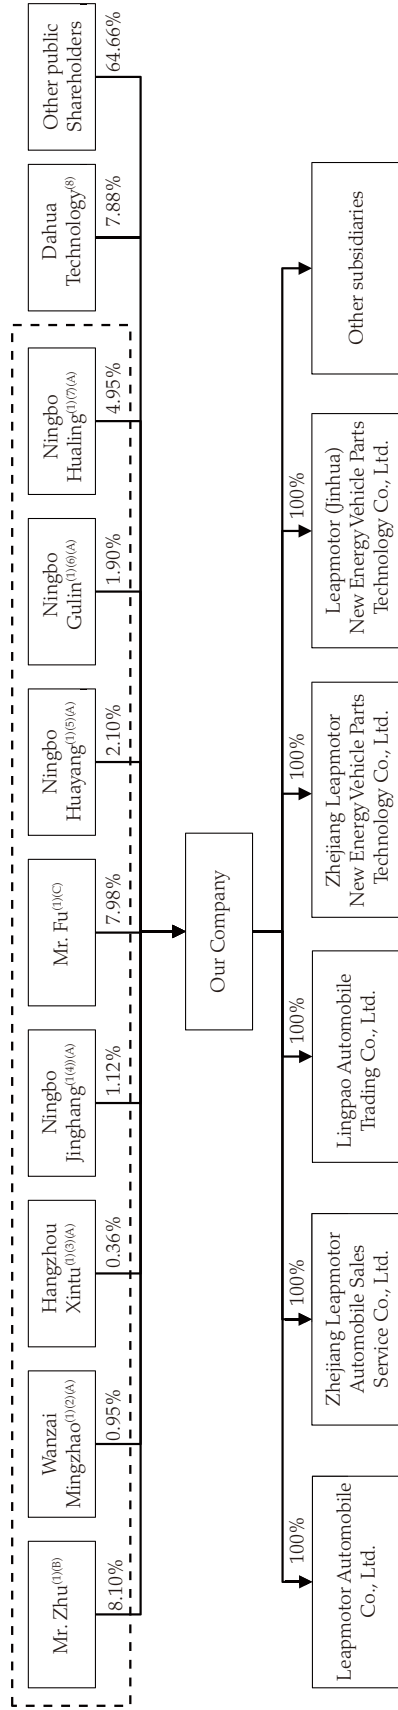 Mr. Zhu(1)(B)
8.10%
Wanzai
Mingzhao(1)(2)(A)
0.95%
Hangzhou
Xintu(1)(3)(A)
0.36%
Ningbo
Jinghang(1(4))(A)
1.12%
Mr. Fu(1)(C)
7.98%
Ningbo
Huayang(1)(5)(A)
2.10%
Ningbo
Gulin(1)(6)(A)
1.90%
Ningbo
Hualing(1)(7)(A)
4.95%
Dahua
Technology(8)
7.88%
Other public
Shareholders
64.66%
Our Company
100%
Leapmotor Automobile
Co., Ltd.
100%
Zhejiang Leapmotor
Automobile Sales
Service Co., Ltd.
100%
Lingpao Automobile
Trading Co., Ltd.
100%
Zhejiang Leapmotor
New Energy Vehicle Parts
Technology Co., Ltd.
100%
Leapmotor (Jinhua)
New Energy Vehicle Parts
Technology Co., Ltd.
Other subsidiaries